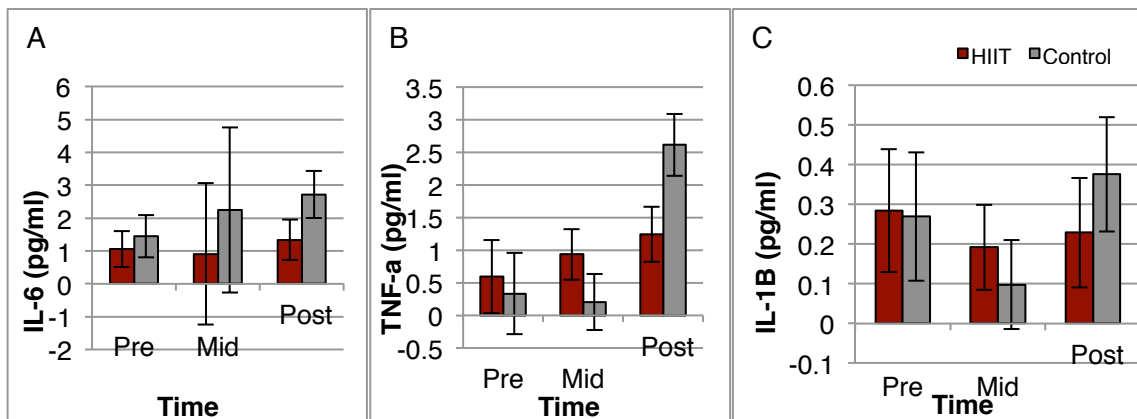 A
IL-6 (pg/ml)
6
5
4
3
2
1
0
-1
-2
Pre
Mid
Post
Time
B
TNF-a (pg/ml)
3.5
3
2.5
2
1.5
1
0.5
0
-0.5
Pre
Mid
Post
Time
C
HIIT
Control
IL-1B (pg/ml)
0.6
0.5
0.4
0.3
0.2
0.1
0
-0.1
Pre
Mid
Post
Time